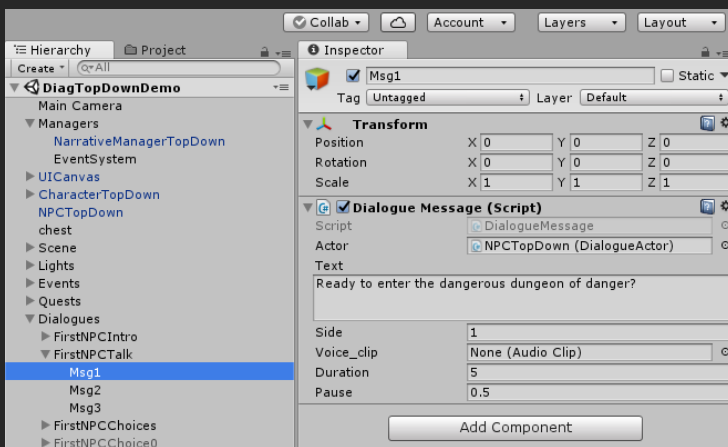 Collab
Account
Layers
Layout
Hierarchy
Project
Create
All
DiagTopDownDemo
Main Camera
Managers
NarrativeManagerTopDown
EventSystem
UICanvas
CharacterTopDown
NPCTopDown
chest
Scene
Lights
Events
Quests
Dialogues
FirstNPCIntro
FirstNPCTalk
Msg1
Msg2
Msg3
FirstNPCChoices
FirstNPCChoice0
Inspector
Msg1 Static
Tag Untagged Layer Default
Transform
Position X 0 Y 0 Z 0
Rotation X 0 Y 0 Z 0
Scale X 1 Y 1 Z 1
Dialogue Message (Script)
Script DialogueMessage
Actor NPCTopDown (DialogueActor)
Text
Ready to enter the dangerous dungeon of danger?
Side 1
Voice_clip None (Audio Clip)
Duration 5
Pause 0.5
Add Component